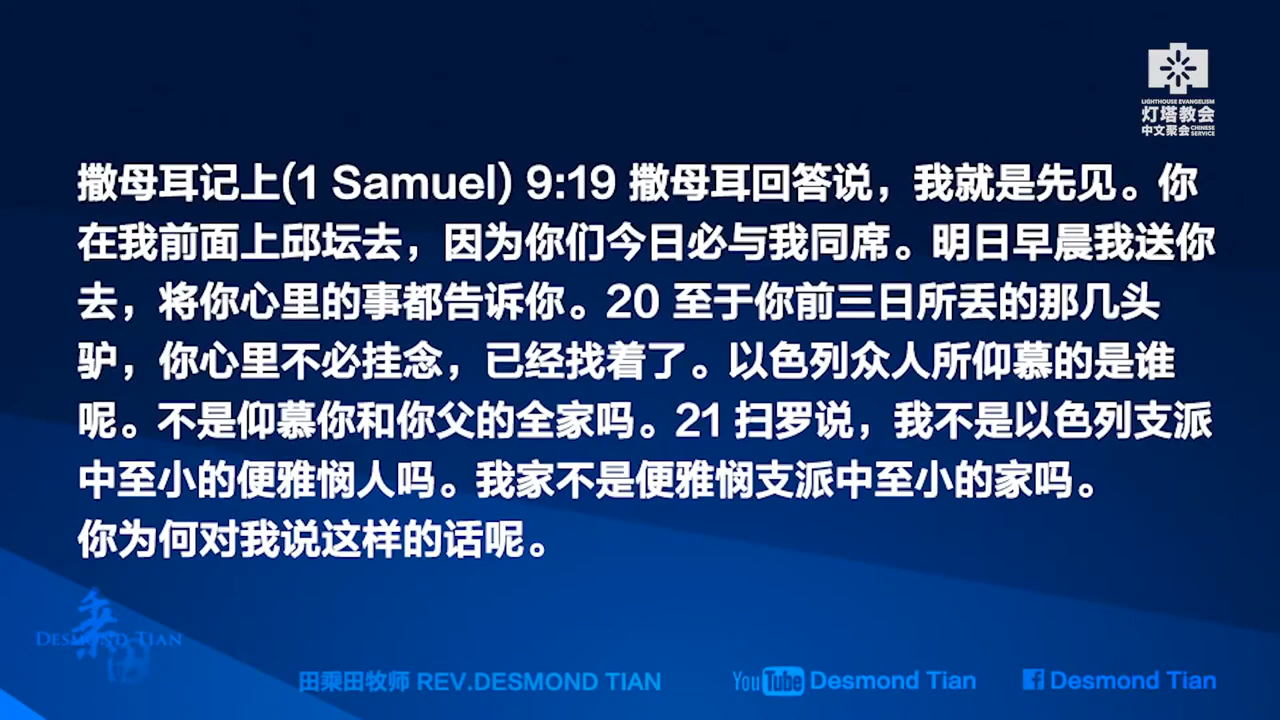 LIGHTHOUSE EVANGELISM
灯塔教会
中文聚会 CHINESE SERVICE
撒母耳记上(1 Samuel) 9:19 撒母耳回答说，我就是先见。你
在我前面上邱坛去，因为你们今日必与我同席。明日早晨我送你
去，将你心里的事都告诉你。20 至于你前三日所丢的那几头
驴，你心里不必挂念，已经找着了。以色列众人所仰慕的是谁
呢。不是仰慕你和你父的全家吗。21 扫罗说，我不是以色列支派
中至小的便雅悯人吗。我家不是便雅悯支派中至小的家吗。
你为何对我说这样的话呢。
乘田
DESMOND TIAN
田乘田牧师 REV.DESMOND TIAN
YouTube Desmond Tian
f Desmond Tian